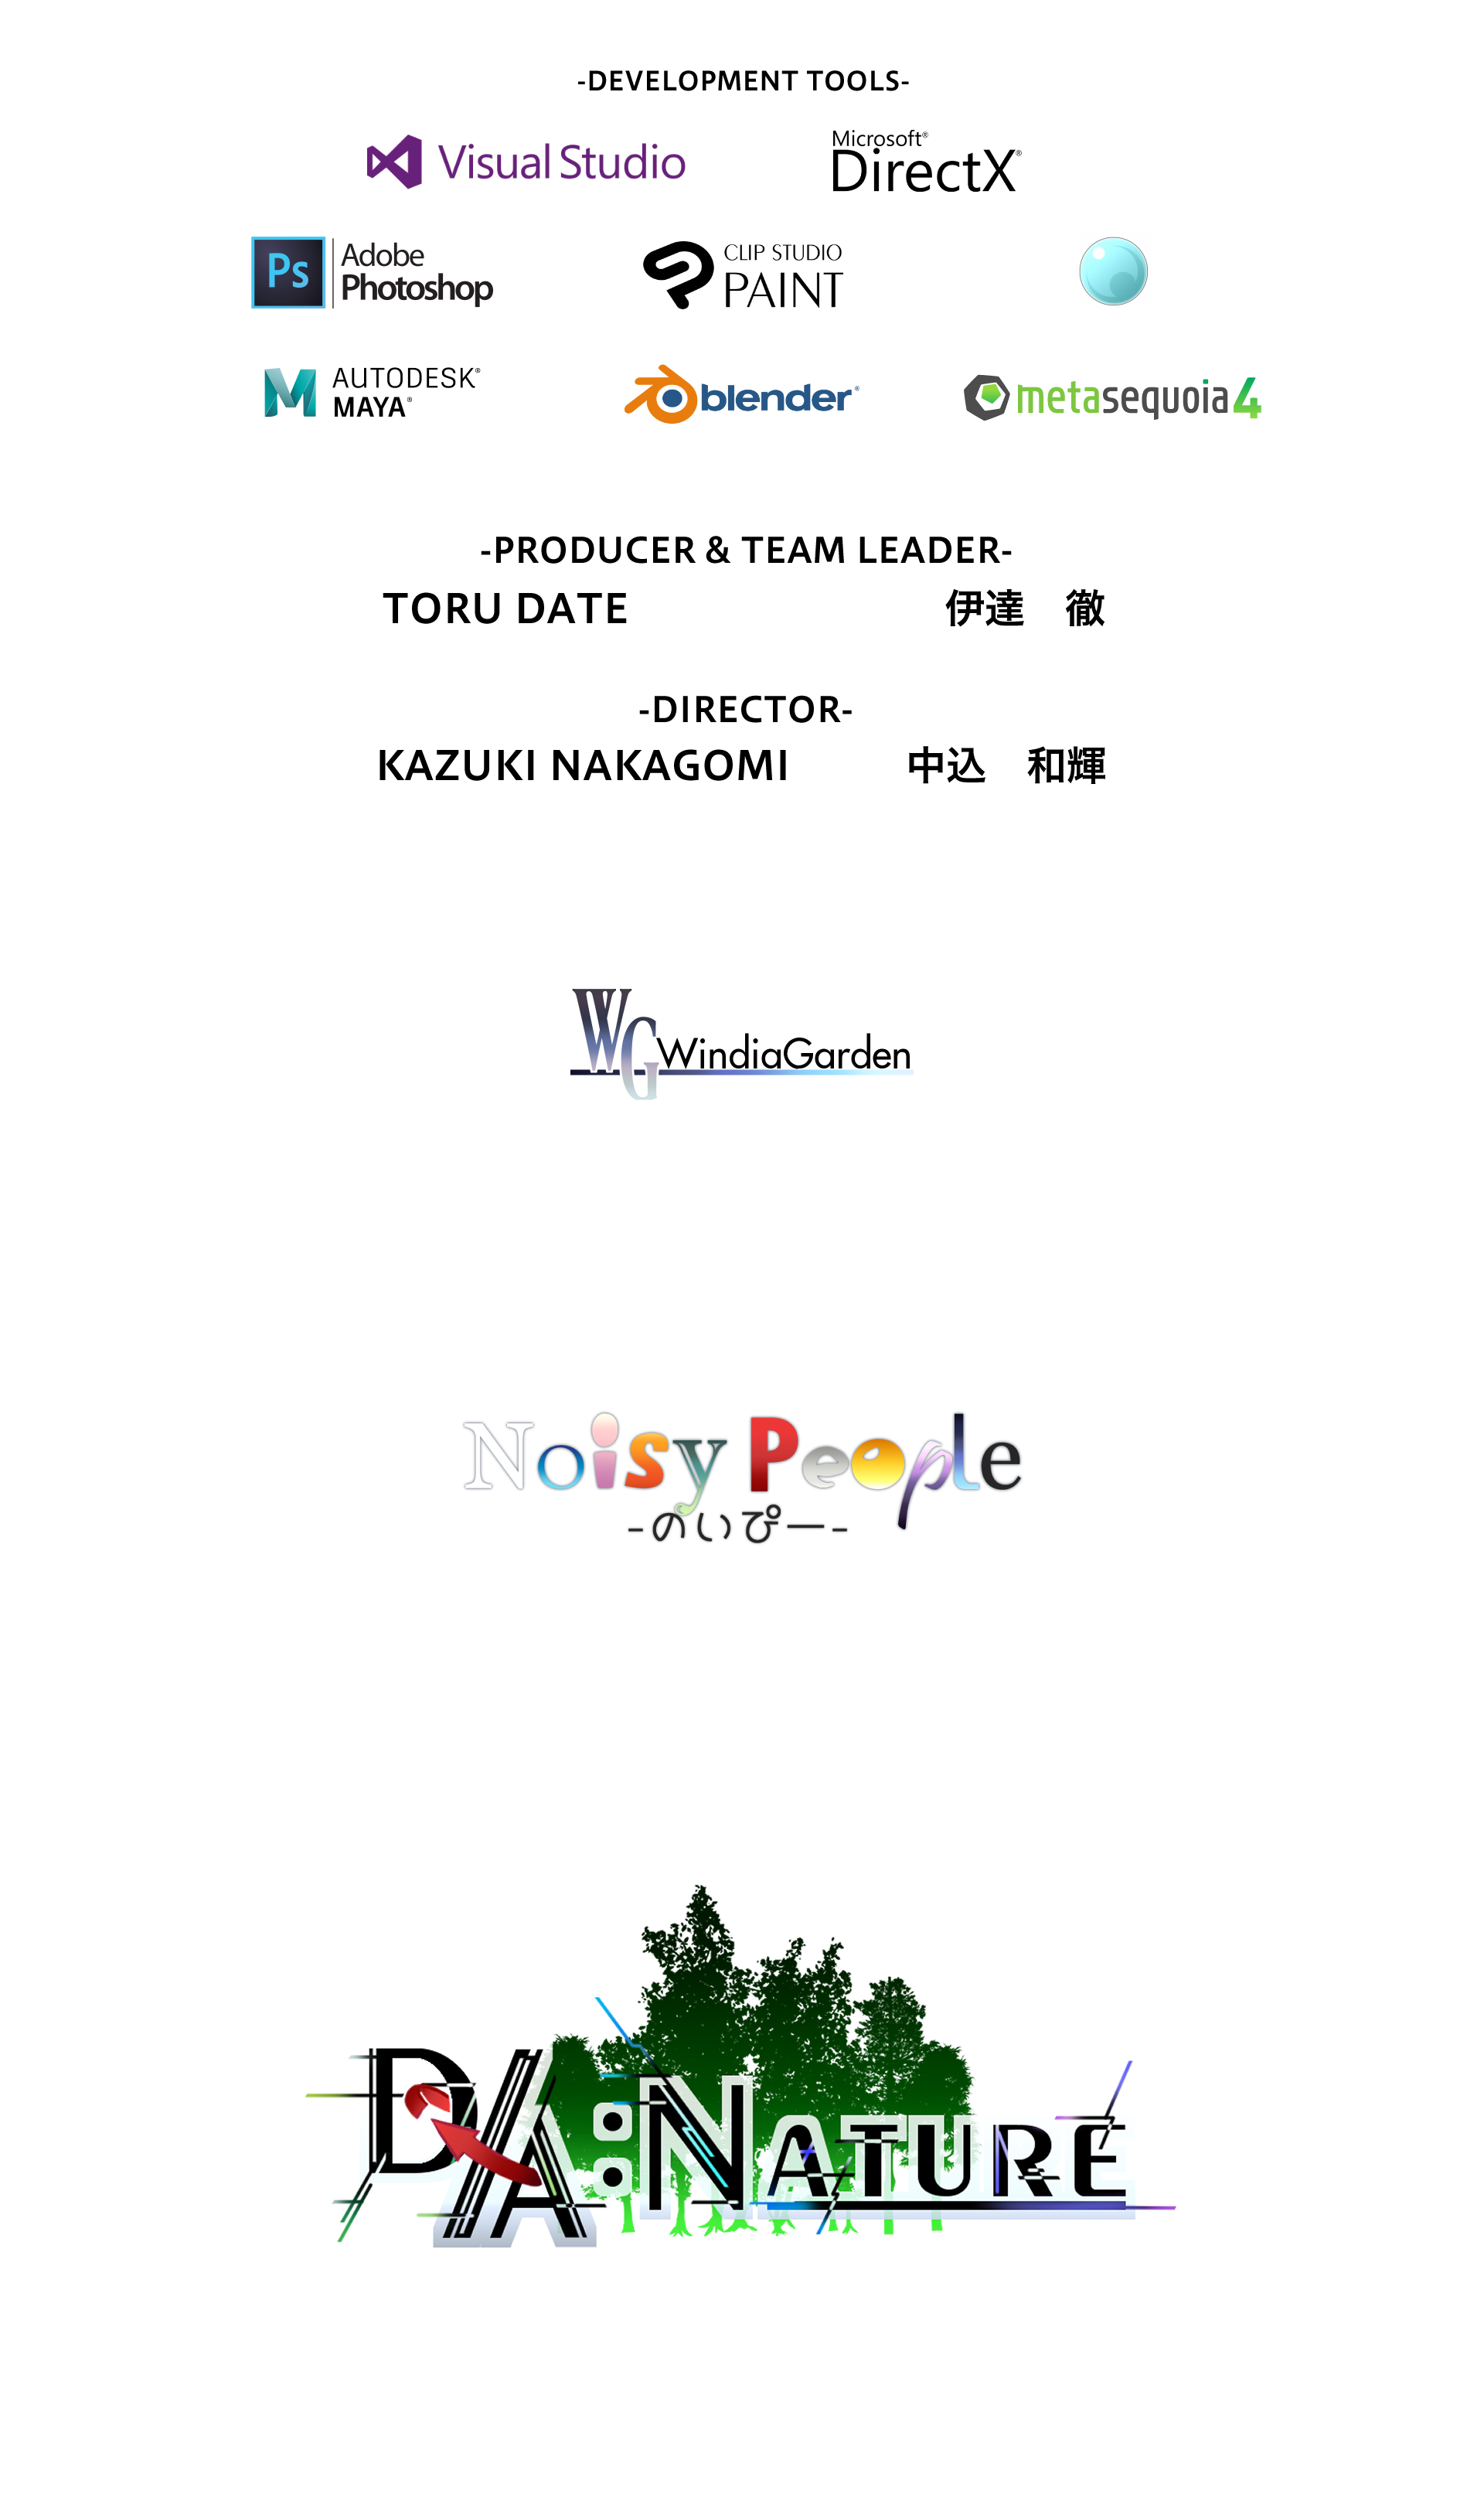 -DEVELOPMENT TOOLS-
Visual Studio
Microsoft®
DirectX®
Ps
Adobe
Photoshop
CLIP STUDIO
PAINT
AUTODESK®
MAYA®
blender®
metasequoia4
-PRODUCER & TEAM LEADER-
TORU DATE 伊達　徹
-DIRECTOR-
KAZUKI NAKAGOMI 中込　和輝
WG WindiaGarden
Noisy People
-のいぴー-
DA:NATURE